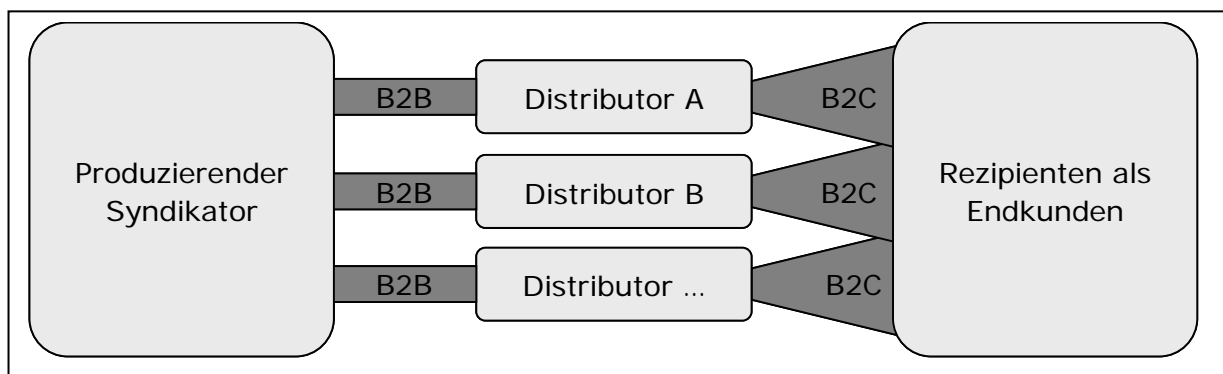 Produzierender
Syndikator
B2B
Distributor A
B2C
B2B
Distributor B
B2C
B2B
Distributor ...
B2C
Rezipienten als
Endkunden